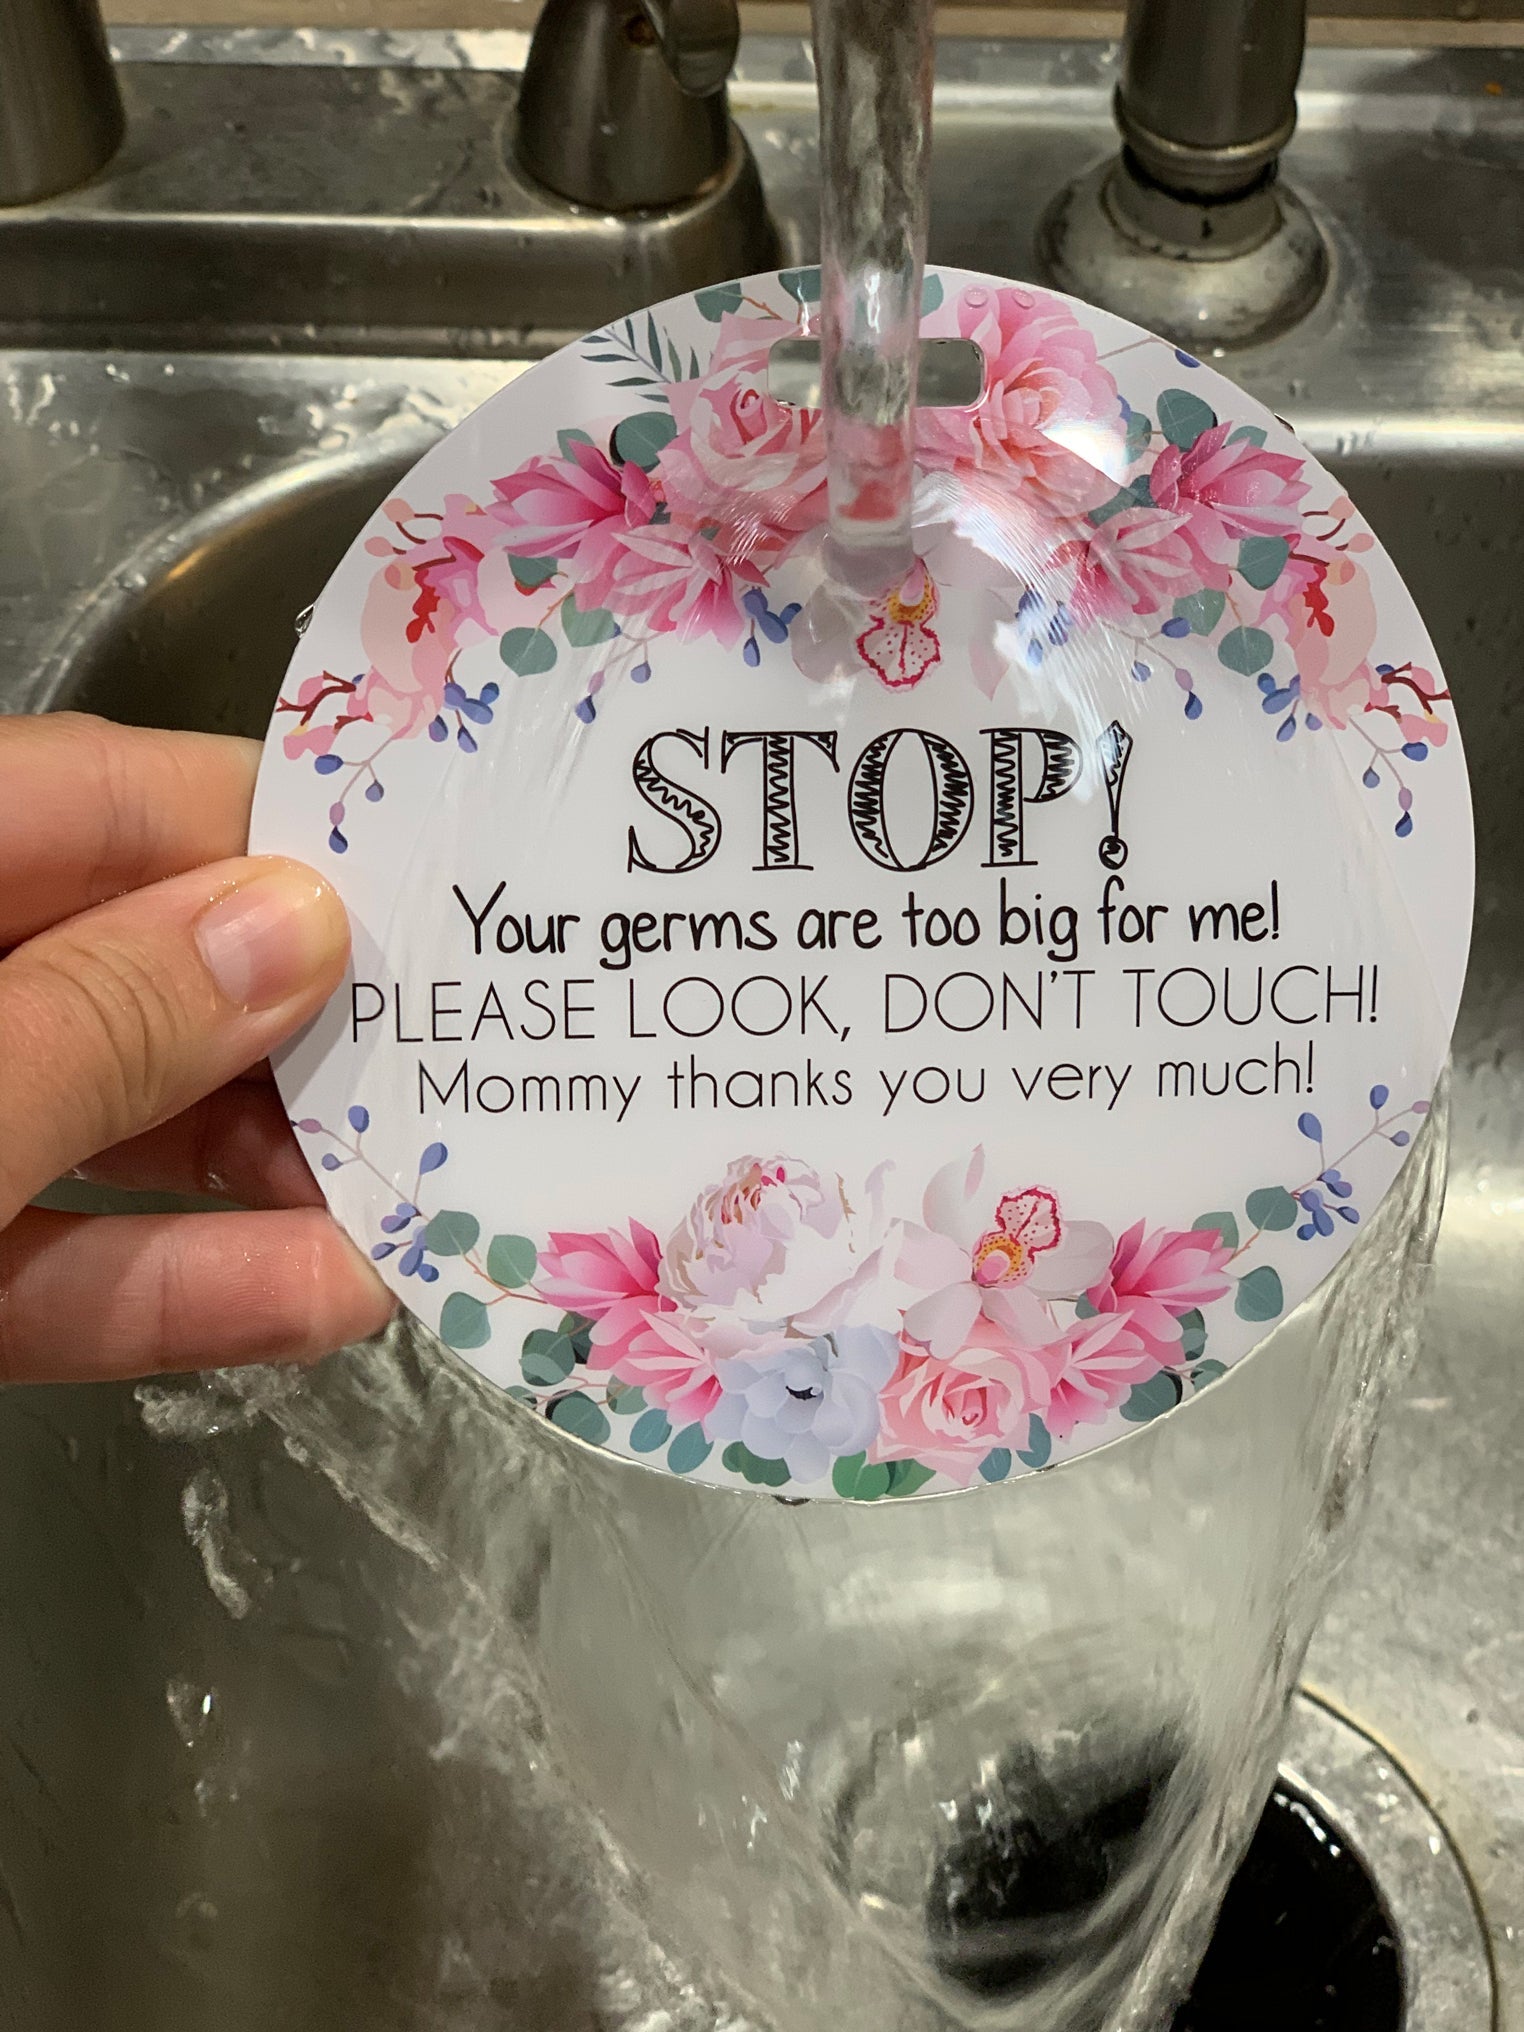 STOP!
Your germs are too big for me!
PLEASE LOOK, DON'T TOUCH!
Mommy thanks you very much!